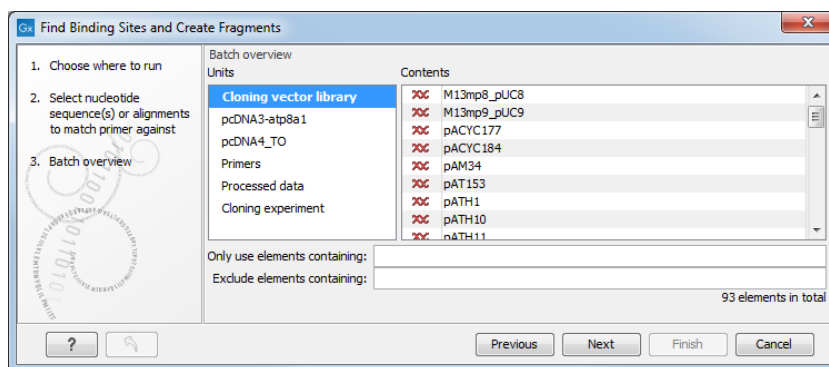 Gx Find Binding Sites and Create Fragments
1. Choose where to run
2. Select nucleotide
sequence(s) or alignments
to match primer against
3. Batch overview
Batch overview
Units
Cloning vector library
pcDNA3-atp8a1
pcDNA4_TO
Primers
Processed data
Cloning experiment
Contents
M13mp8_pUC8
M13mp9_pUC9
pACYC177
pACYC184
pAM34
pAT153
pATH1
pATH10
pATH11
Only use elements containing:
Exclude elements containing:
93 elements in total
?
Previous
Next
Finish
Cancel